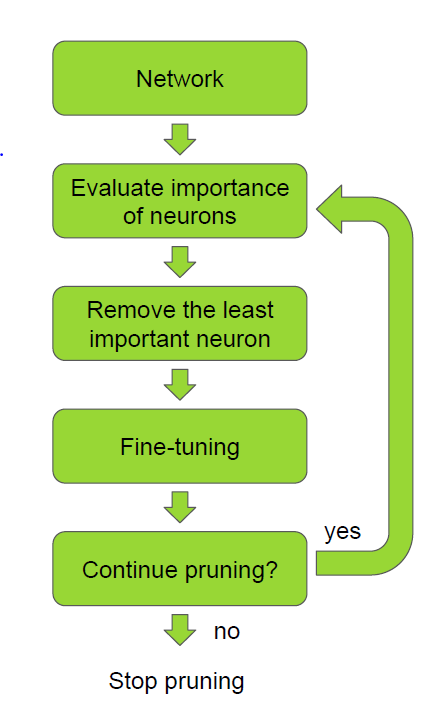 Network
Evaluate importance
of neurons
Remove the least
important neuron
Fine-tuning
Continue pruning?
yes
no
Stop pruning